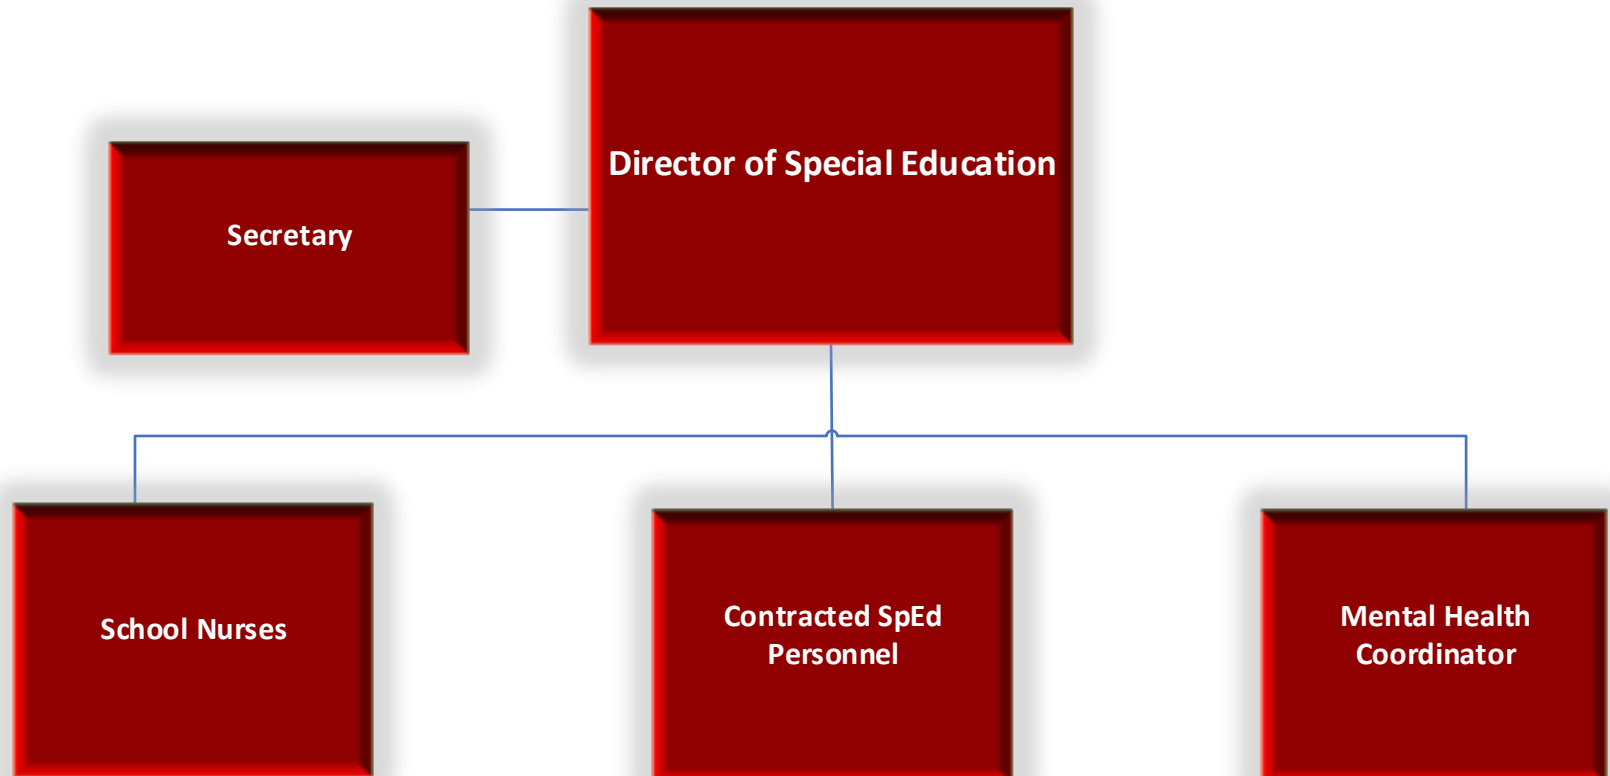 Director of Special Education
Secretary
School Nurses
Contracted SpEd
Personnel
Mental Health
Coordinator